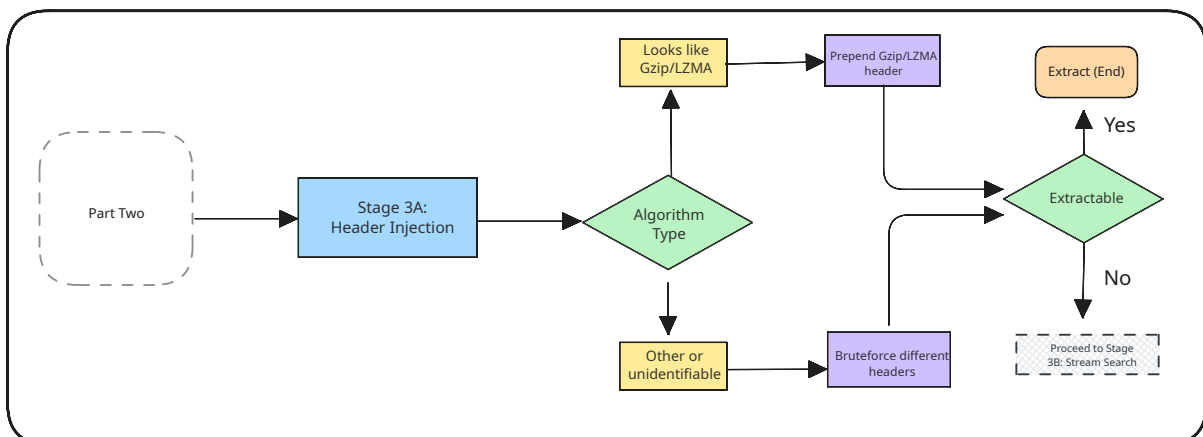 Part Two
Stage 3A:
Header Injection
Algorithm
Type
Looks like
Gzip/LZMA
Prepend Gzip/LZMA
header
Other or
unidentifiable
Bruteforce different
headers
Extractable
Yes
Extract (End)
No
Proceed to Stage
3B: Stream Search